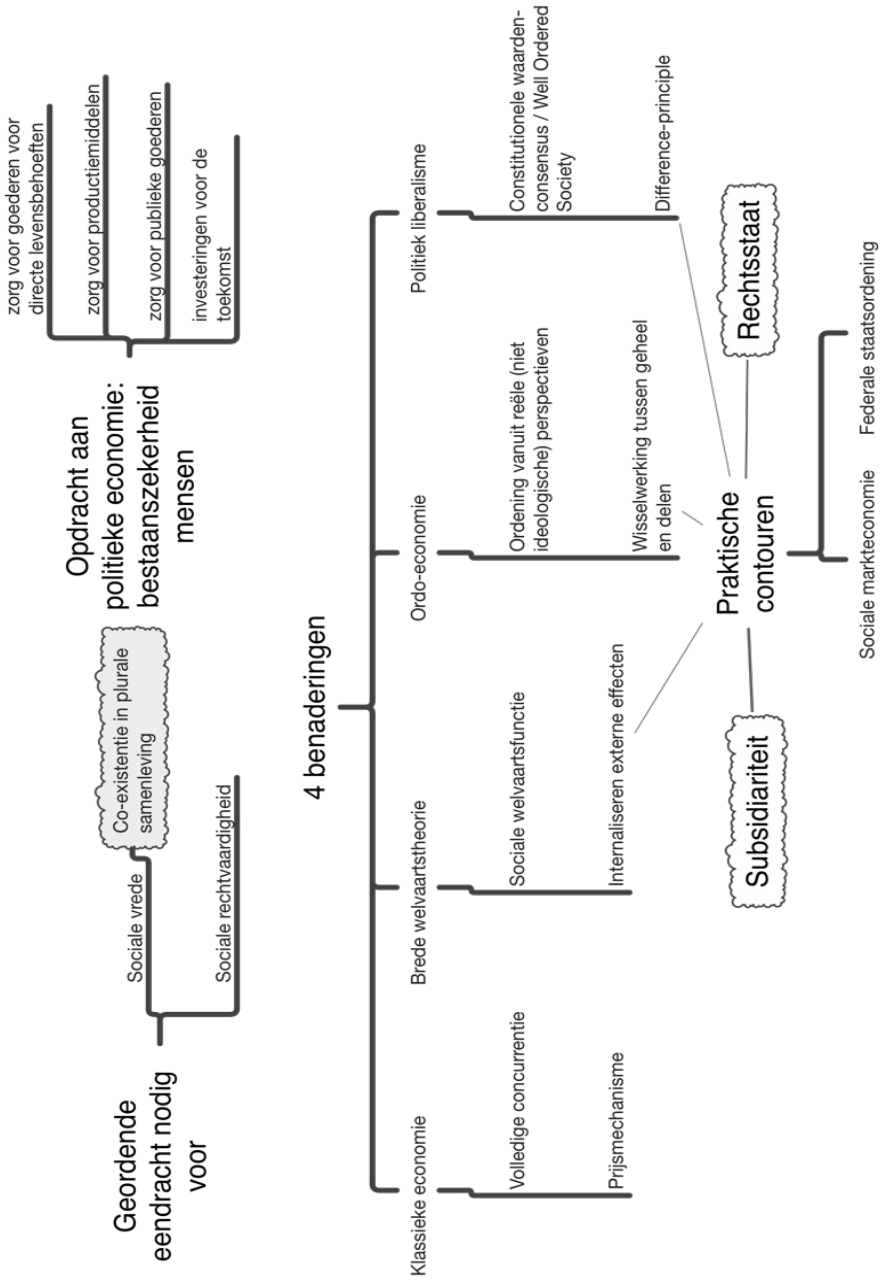 Geordende
eendracht nodig
voor
Sociale vrede
Co-existentie in plurale
samenleving
Sociale rechtvaardigheid
Opdracht aan
politieke economie:
bestaanszekerheid
mensen
zorg voor goederen voor
directe levensbehoeften
zorg voor productiemiddelen
zorg voor publieke goederen
investeringen voor de
toekomst
4 benaderingen
Klassieke economie
Volledige concurrentie
Prijsmechanisme
Brede welvaartstheorie
Sociale welvaartsfunctie
Internaliseren externe effecten
Ordo-economie
Ordening vanuit reële (niet
ideologische) perspectieven
Wisselwerking tussen geheel
en delen
Politiek liberalisme
Constitutionele waarden-
consensus / Well Ordered
Society
Difference-principle
Subsidiariteit
Praktische
contouren
Rechtsstaat
Sociale markteconomie
Federale staatsordening